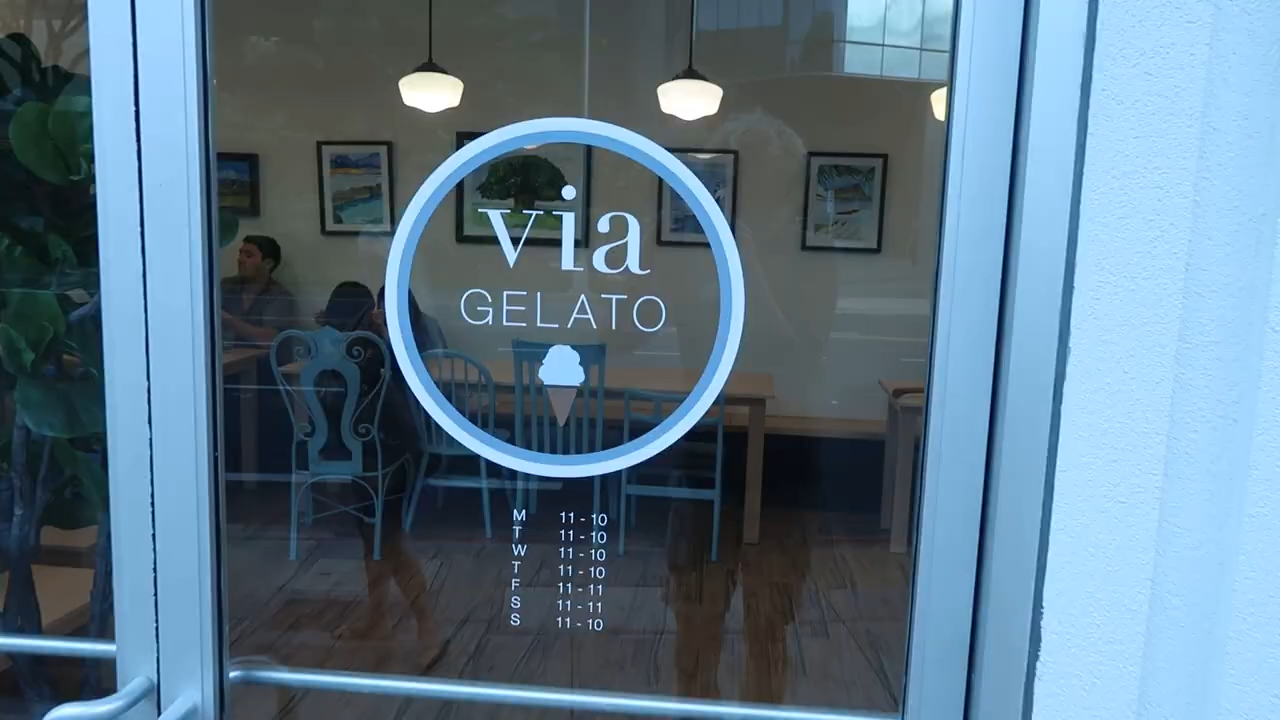 via
GELATO
M 11 - 10
T 11 - 10
W 11 - 10
T 11 - 10
F 11 - 11
S 11 - 11
S 11 - 10